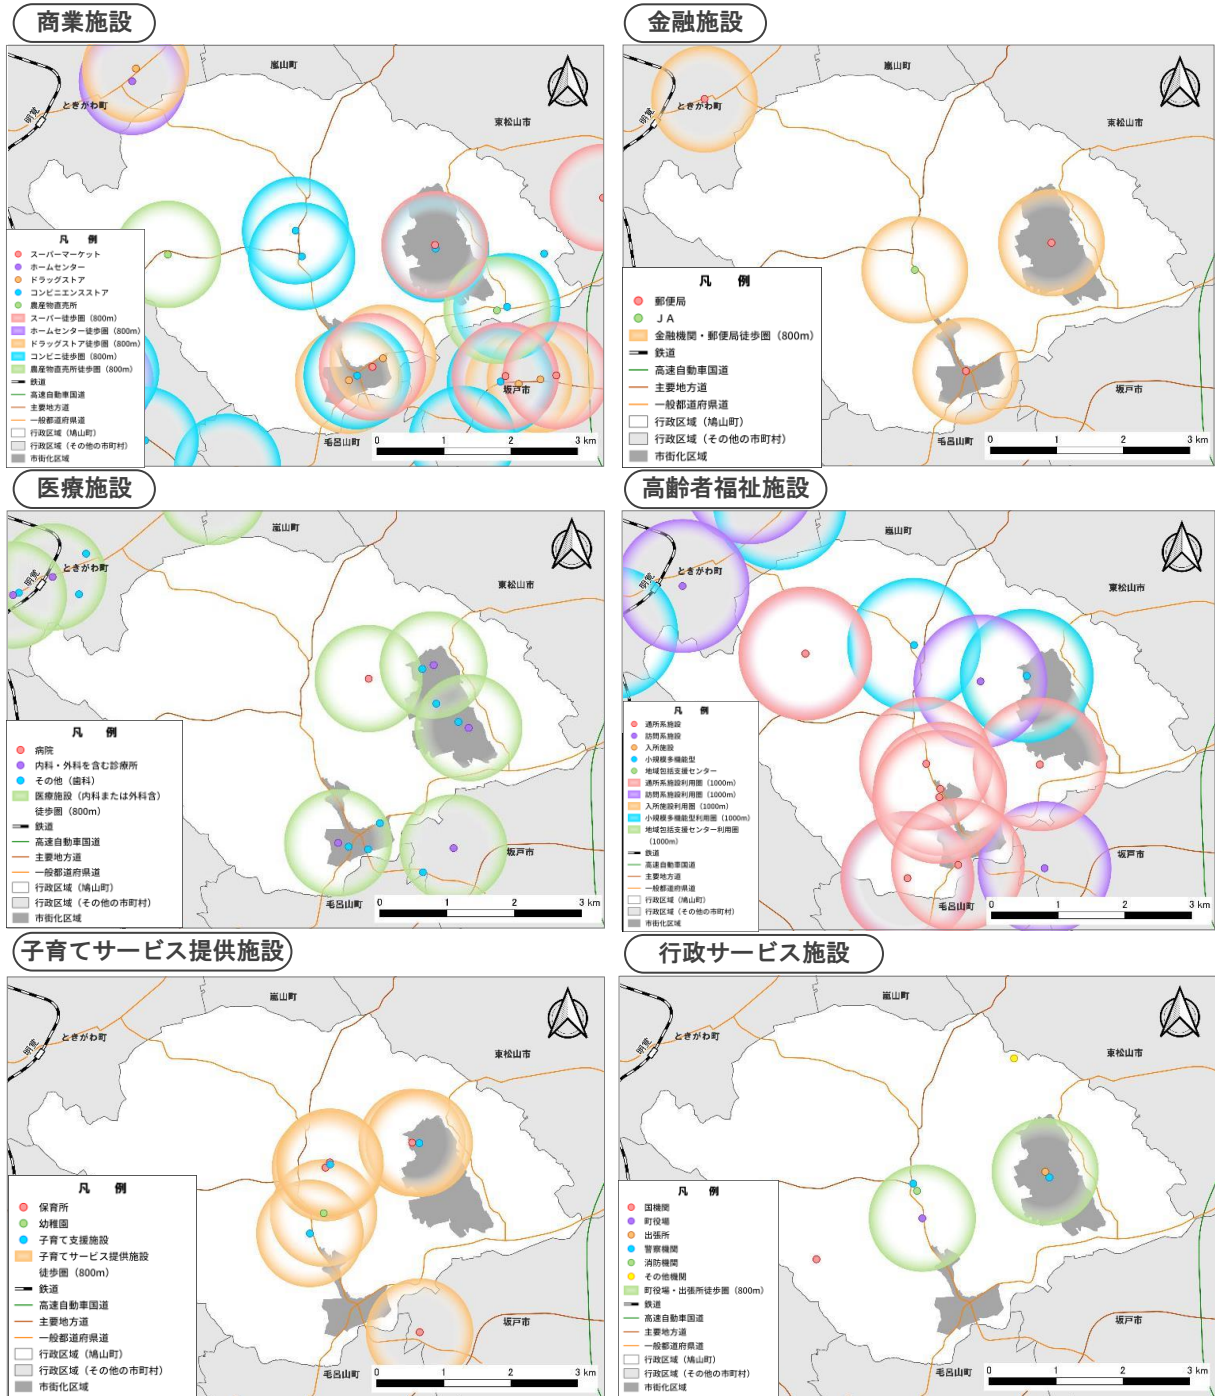 商業施設
嵐山町
ときがわ町
明覚
東松山市
凡 例
スーパーマーケット
ホームセンター
ドラッグストア
コンビニエンスストア
農産物直売所
スーパー徒歩圏（800m）
ホームセンター徒歩圏（800m）
ドラッグストア徒歩圏（800m）
コンビニ徒歩圏（800m）
農産物直売所徒歩圏（800m）
鉄道
高速自動車国道
主要地方道
一般都道府県道
行政区域（鳩山町）
行政区域（その他の市町村）
市街化区域
坂戸市
毛呂山町
0 1 2 3 km
金融施設
嵐山町
ときがわ町
明覚
東松山市
凡 例
郵便局
ＪＡ
金融機関・郵便局徒歩圏（800m）
鉄道
高速自動車国道
主要地方道
一般都道府県道
行政区域（鳩山町）
行政区域（その他の市町村）
市街化区域
坂戸市
毛呂山町
0 1 2 3 km
医療施設
嵐山町
ときがわ町
明覚
東松山市
凡 例
病院
内科・外科を含む診療所
その他（歯科）
医療施設（内科または外科含）
徒歩圏（800m）
鉄道
高速自動車国道
主要地方道
一般都道府県道
行政区域（鳩山町）
行政区域（その他の市町村）
市街化区域
坂戸市
毛呂山町
0 1 2 3 km
高齢者福祉施設
嵐山町
ときがわ町
明覚
東松山市
凡 例
通所系施設
訪問系施設
入所施設
小規模多機能型
地域包括支援センター
通所系施設利用圏（1000m）
訪問系施設利用圏（1000m）
入所施設利用圏（1000m）
小規模多機能型利用圏（1000m）
地域包括支援センター利用圏
（1000m）
鉄道
高速自動車国道
主要地方道
一般都道府県道
行政区域（鳩山町）
行政区域（その他の市町村）
市街化区域
坂戸市
毛呂山町
0 1 2 3 km
子育てサービス提供施設
嵐山町
ときがわ町
明覚
東松山市
凡 例
保育所
幼稚園
子育て支援施設
子育てサービス提供施設
徒歩圏（800m）
鉄道
高速自動車国道
主要地方道
一般都道府県道
行政区域（鳩山町）
行政区域（その他の市町村）
市街化区域
坂戸市
毛呂山町
0 1 2 3 km
行政サービス施設
嵐山町
ときがわ町
明覚
東松山市
凡 例
国機関
町役場
出張所
警察機関
消防機関
その他機関
町役場・出張所徒歩圏（800m）
鉄道
高速自動車国道
主要地方道
一般都道府県道
行政区域（鳩山町）
行政区域（その他の市町村）
市街化区域
坂戸市
毛呂山町
0 1 2 3 km